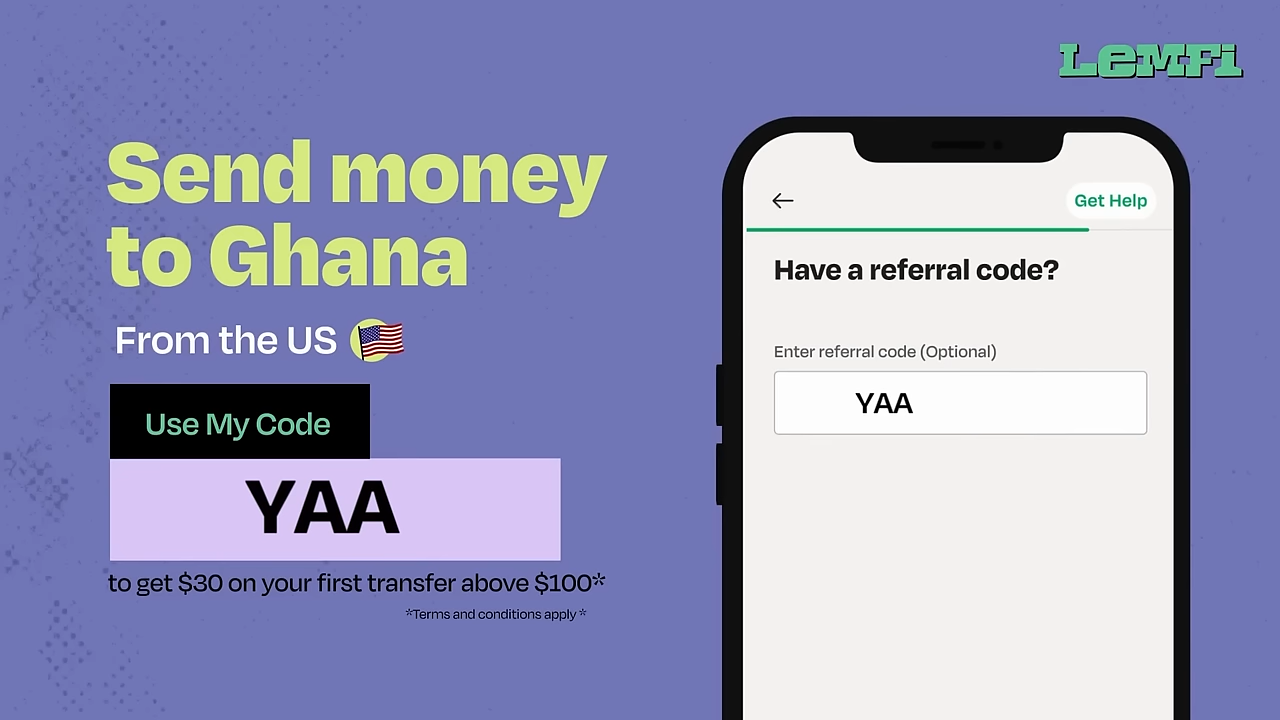 LemFi
Send money
to Ghana
From the US
Use My Code
YAA
to get $30 on your first transfer above $100*
*Terms and conditions apply *
Get Help
Have a referral code?
Enter referral code (Optional)
YAA